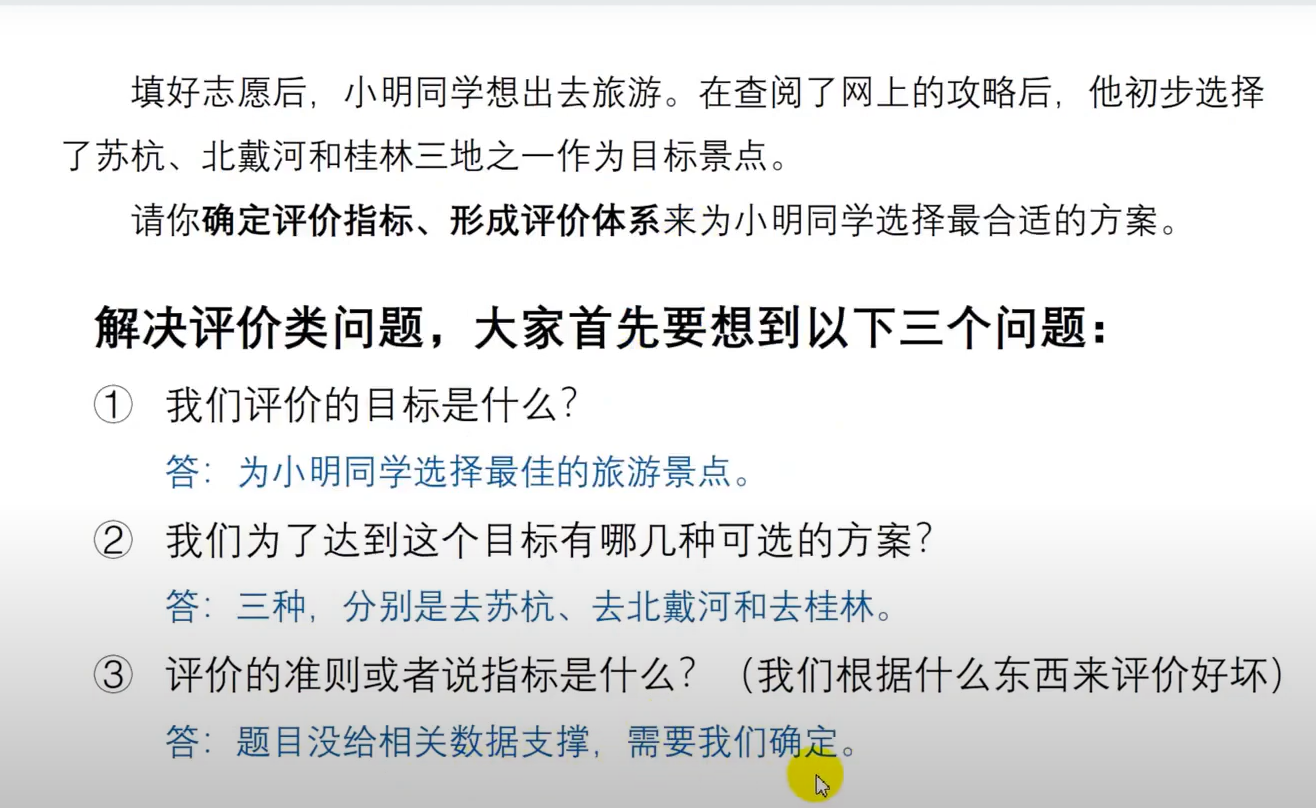 填好志愿后，小明同学想出去旅游。在查阅了网上的攻略后，他初步选择
了苏杭、北戴河和桂林三地之一作为目标景点。
请你确定评价指标、形成评价体系来为小明同学选择最合适的方案。
解决评价类问题，大家首先要想到以下三个问题：
① 我们评价的目标是什么？
答：为小明同学选择最佳的旅游景点。
② 我们为了达到这个目标有哪几种可选的方案？
答：三种，分别是去苏杭、去北戴河和去桂林。
③ 评价的准则或者说指标是什么？（我们根据什么东西来评价好坏）
答：题目没给相关数据支撑，需要我们确定。